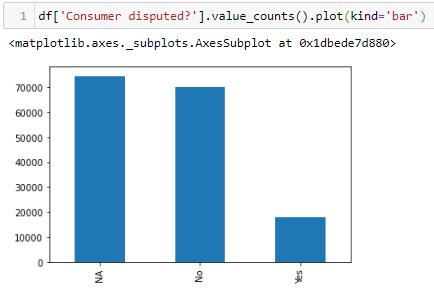 1 df['Consumer disputed?'].value_counts().plot(kind='bar')
<matplotlib.axes._subplots.AxesSubplot at 0x1dbede7d880>
70000
60000
50000
40000
30000
20000
10000
0
NA
No
Yes